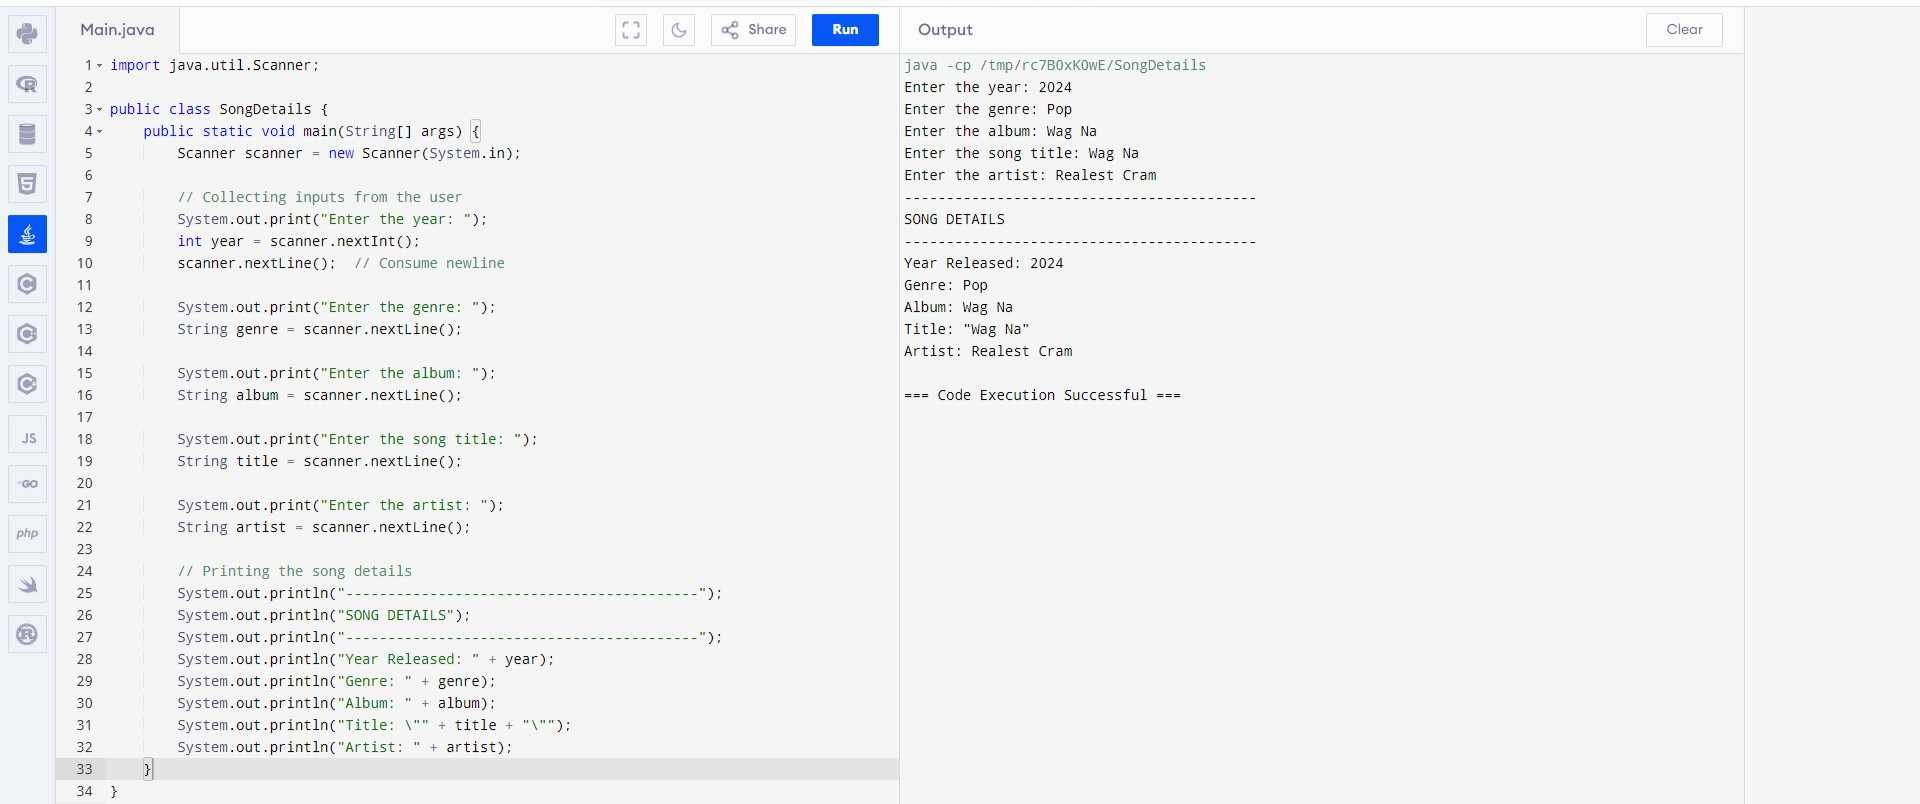 Main.java
Share
Run
Output
Clear
JS
GO
php
1 import java.util.Scanner;
2
3 public class SongDetails {
4     public static void main(String[] args) {
5         Scanner scanner = new Scanner(System.in);
6
7         // Collecting inputs from the user
8         System.out.print("Enter the year: ");
9         int year = scanner.nextInt();
10         scanner.nextLine();  // Consume newline
11
12         System.out.print("Enter the genre: ");
13         String genre = scanner.nextLine();
14
15         System.out.print("Enter the album: ");
16         String album = scanner.nextLine();
17
18         System.out.print("Enter the song title: ");
19         String title = scanner.nextLine();
20
21         System.out.print("Enter the artist: ");
22         String artist = scanner.nextLine();
23
24         // Printing the song details
25         System.out.println("------------------------------------------");
26         System.out.println("SONG DETAILS");
27         System.out.println("------------------------------------------");
28         System.out.println("Year Released: " + year);
29         System.out.println("Genre: " + genre);
30         System.out.println("Album: " + album);
31         System.out.println("Title: \"" + title + "\"");
32         System.out.println("Artist: " + artist);
33     }
34 }
java -cp /tmp/rc7B0xK0wE/SongDetails
Enter the year: 2024
Enter the genre: Pop
Enter the album: Wag Na
Enter the song title: Wag Na
Enter the artist: Realest Cram
------------------------------------------
SONG DETAILS
------------------------------------------
Year Released: 2024
Genre: Pop
Album: Wag Na
Title: "Wag Na"
Artist: Realest Cram
=== Code Execution Successful ===